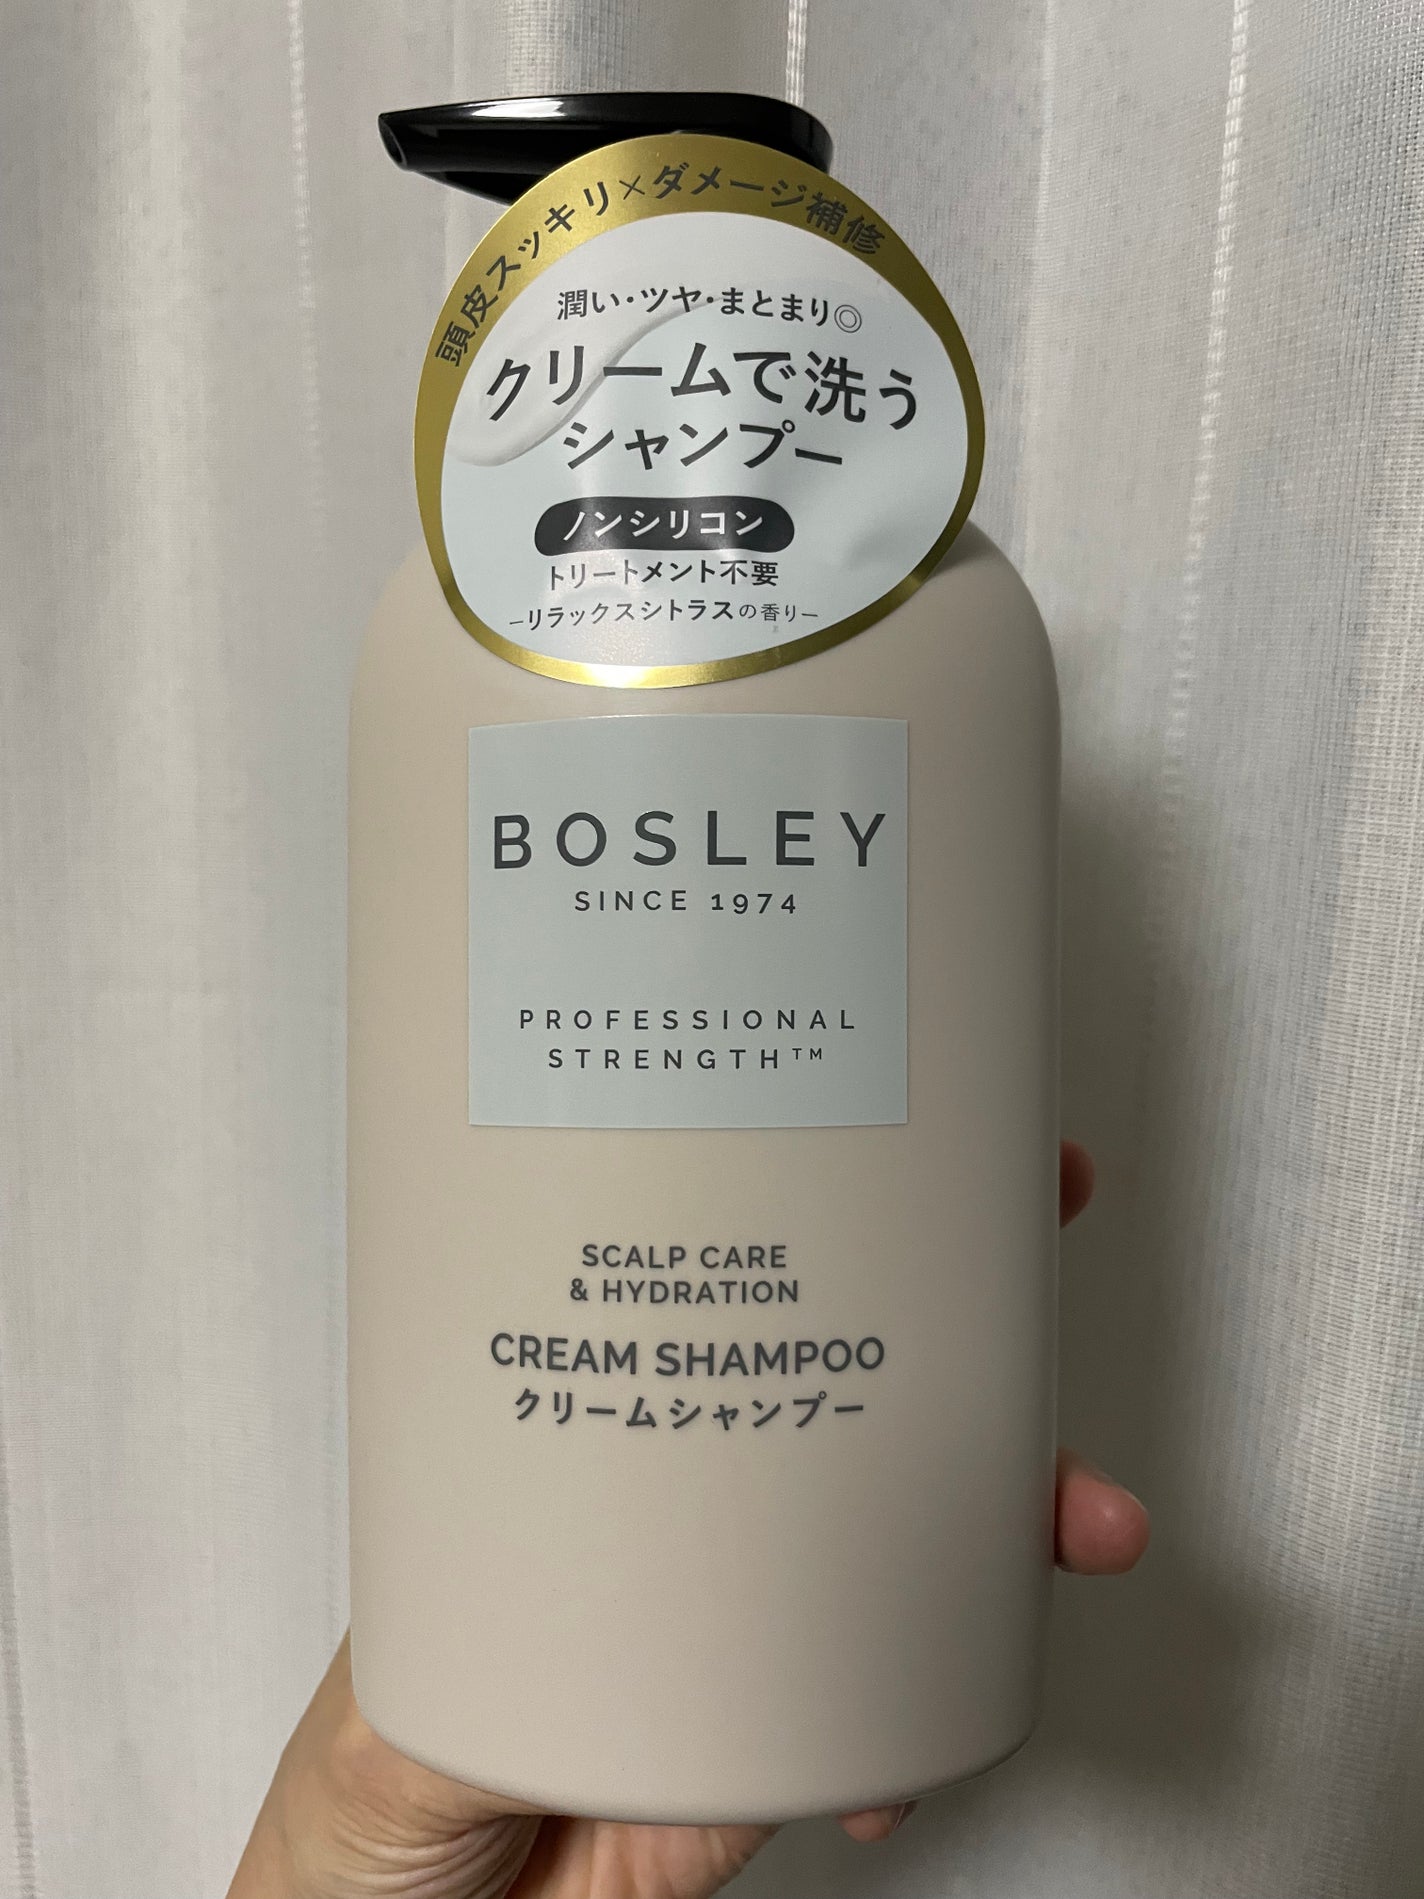 頭皮スッキリ×ダメージ補修
潤い・ツヤ・まとまり◎
クリームで洗う
シャンプー
ノンシリコン
トリートメント不要
–リラックスシトラスの香り–
BOSLEY
SINCE 1974
PROFESSIONAL
STRENGTH™
SCALP CARE
& HYDRATION
CREAM SHAMPOO
クリームシャンプー